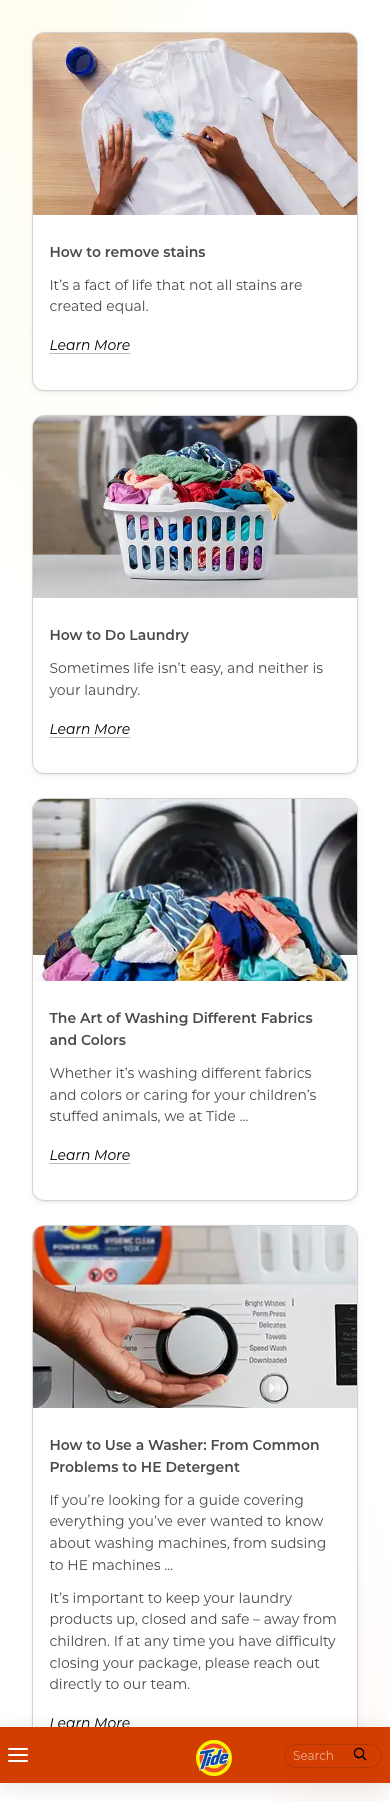 How to remove stains
It’s a fact of life that not all stains are
created equal.
Learn More
How to Do Laundry
Sometimes life isn’t easy, and neither is
your laundry.
Learn More
The Art of Washing Different Fabrics
and Colors
Whether it’s washing different fabrics
and colors or caring for your children’s
stuffed animals, we at Tide ...
Learn More
POWER PODS
HYGIENIC CLEAN
10X
Bright Whites
Perm.Press
Delicates
Towels
Speed Wash
Downloaded
How to Use a Washer: From Common
Problems to HE Detergent
If you’re looking for a guide covering
everything you’ve ever wanted to know
about washing machines, from sudsing
to HE machines ...
It’s important to keep your laundry
products up, closed and safe – away from
children. If at any time you have difficulty
closing your package, please reach out
directly to our team.
Learn More
Tide
Search